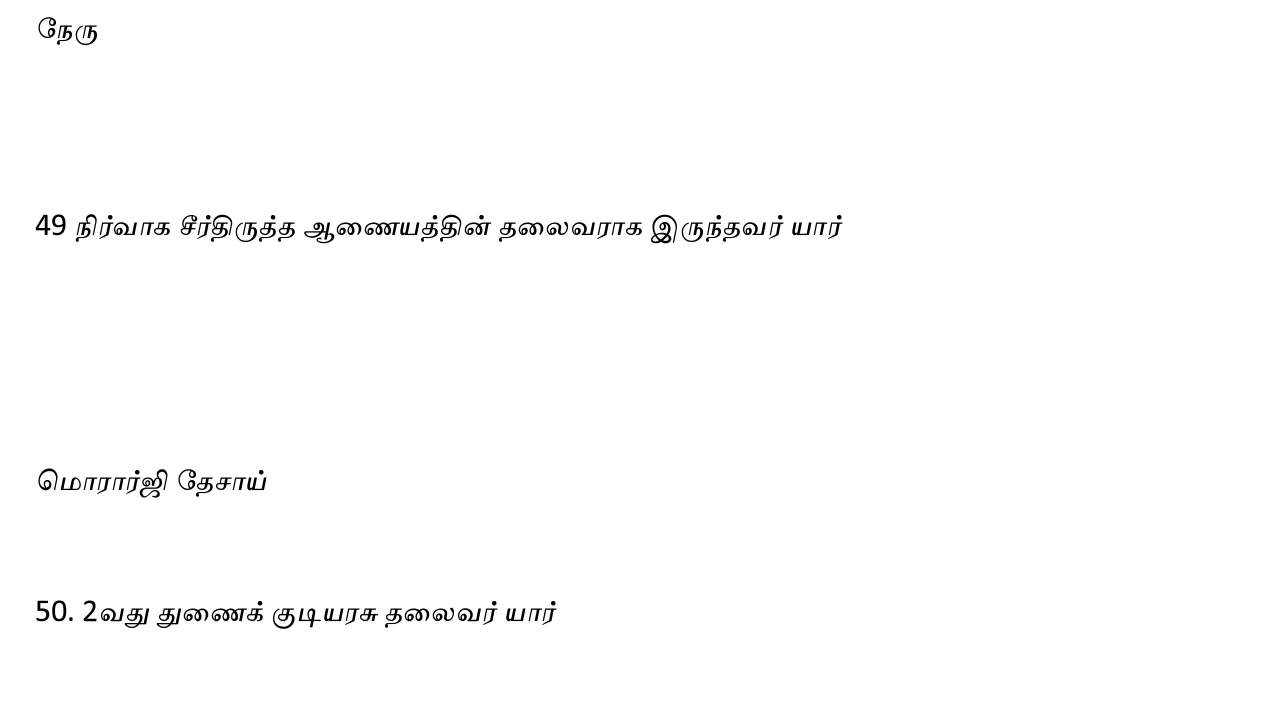 நேரு
49 நிர்வாக சீர்திருத்த ஆணையத்தின் தலைவராக இருந்தவர் யார்
மொரார்ஜி தேசாய்
50. 2வது துணைக் குடியரசு தலைவர் யார்